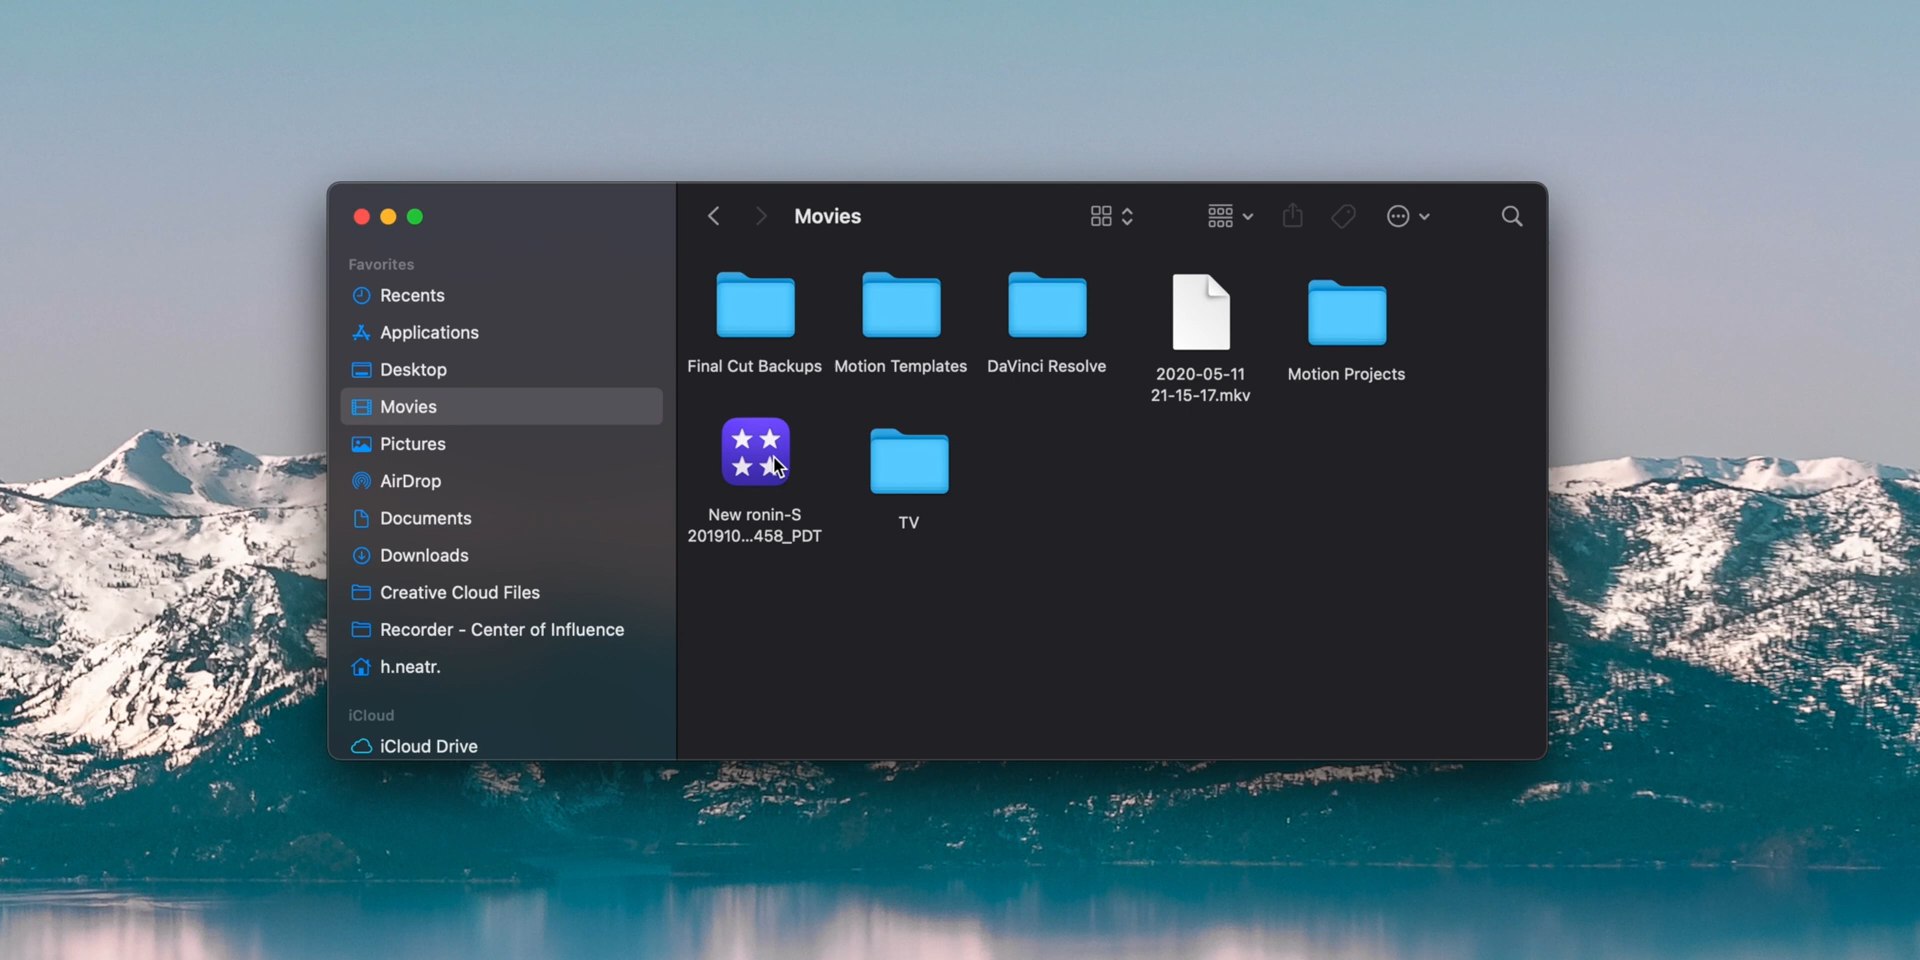 Movies
Favorites
Recents
Applications
Desktop
Movies
Pictures
AirDrop
Documents
Downloads
Creative Cloud Files
Recorder - Center of Influence
h.neatr.
iCloud
iCloud Drive
Final Cut Backups
Motion Templates
DaVinci Resolve
2020-05-11
21-15-17.mkv
Motion Projects
New ronin-S
201910...458_PDT
TV